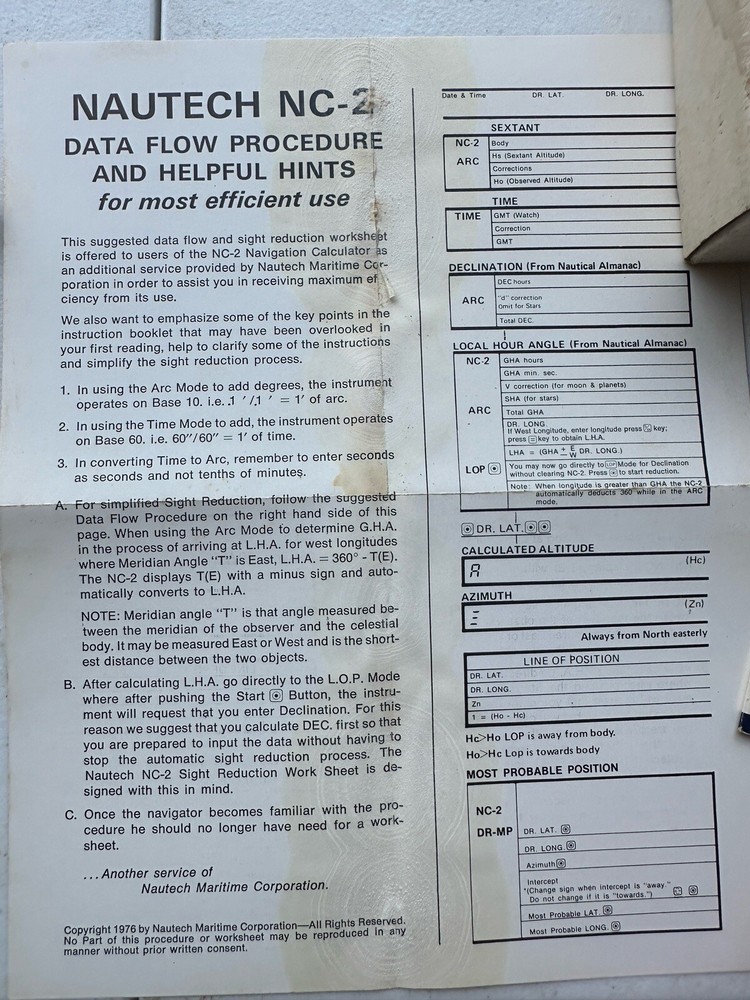 NAUTECH NC-2
DATA FLOW PROCEDURE
AND HELPFUL HINTS
for most efficient use
This suggested data flow and sight reduction worksheet
is offered to users of the NC-2 Navigation Calculator as
an additional service provided by Nautech Maritime Cor-
poration in order to assist you in receiving maximum ef
ciency from its use.
We also want to emphasize some of the key points in the
instruction booklet that may have been overlooked in
your first reading, help to clarify some of the instructions
and simplify the sight reduction process.
1. In using the Arc Mode to add degrees, the instrument
operates on Base 10. i.e. .1 ′/.1 ′ = 1′ of arc.
2. In using the Time Mode to add, the instrument operates
on Base 60. i.e. 60″/60″ = 1′ of time.
3. In converting Time to Arc, remember to enter seconds
as seconds and not tenths of minutes.
A. For simplified Sight Reduction, follow the suggested
Data Flow Procedure on the right hand side of this
page. When using the Arc Mode to determine G.H.A.
in the process of arriving at L.H.A. for west longitudes
where Meridian Angle "T" is East, L.H.A. = 360° - T(E).
The NC-2 displays T(E) with a minus sign and auto-
matically converts to L.H.A.
NOTE: Meridian angle "T" is that angle measured be-
tween the meridian of the observer and the celestial
body. It may be measured East or West and is the short-
est distance between the two objects.
B. After calculating L.H.A. go directly to the L.O.P. Mode
where after pushing the Start Button, the instru-
ment will request that you enter Declination. For this
reason we suggest that you calculate DEC. first so that
you are prepared to input the data without having to
stop the automatic sight reduction process. The
Nautech NC-2 Sight Reduction Work Sheet is de-
signed with this in mind.
C. Once the navigator becomes familiar with the pro-
cedure he should no longer have need for a work-
sheet.
...Another service of
Nautech Maritime Corporation.
Copyright 1976 by Nautech Maritime Corporation—All Rights Reserved.
No Part of this procedure or worksheet may be reproduced in any
manner without prior written consent.
Date & Time DR. LAT. DR. LONG.
SEXTANT
NC-2
ARC
Body
Hs (Sextant Altitude)
Corrections
Ho (Observed Altitude)
TIME
TIME
GMT (Watch)
Correction
GMT
DECLINATION (From Nautical Almanac)
ARC
DEC hours
"d" correction
Omit for Stars
Total DEC.
LOCAL HOUR ANGLE (From Nautical Almanac)
NC-2
ARC
GHA hours
GHA min. sec.
V correction (for moon & planets)
SHA (for stars)
Total GHA
DR. LONG.
If West Longitude, enter longitude press key;
press = key to obtain L.H.A.
LHA = (GHA + E - W DR. LONG.)
LOP
You may now go directly to LOP Mode for Declination
without clearing NC-2. Press to start reduction.
Note: When longitude is greater than GHA the NC-2
automatically deducts 360 while in the ARC
mode.
DR. LAT.
CALCULATED ALTITUDE
A (Hc)
AZIMUTH
(Zn)
Always from North easterly
LINE OF POSITION
DR. LAT.
DR. LONG.
Zn
1 = (Ho - Hc)
Hc>Ho LOP is away from body.
Ho>Hc Lop is towards body
MOST PROBABLE POSITION
NC-2
DR-MP
DR. LAT.
DR. LONG.
Azimuth
Intercept
*(Change sign when intercept is "away."
Do not change if it is "towards.")
Most Probable LAT.
Most Probable LONG.